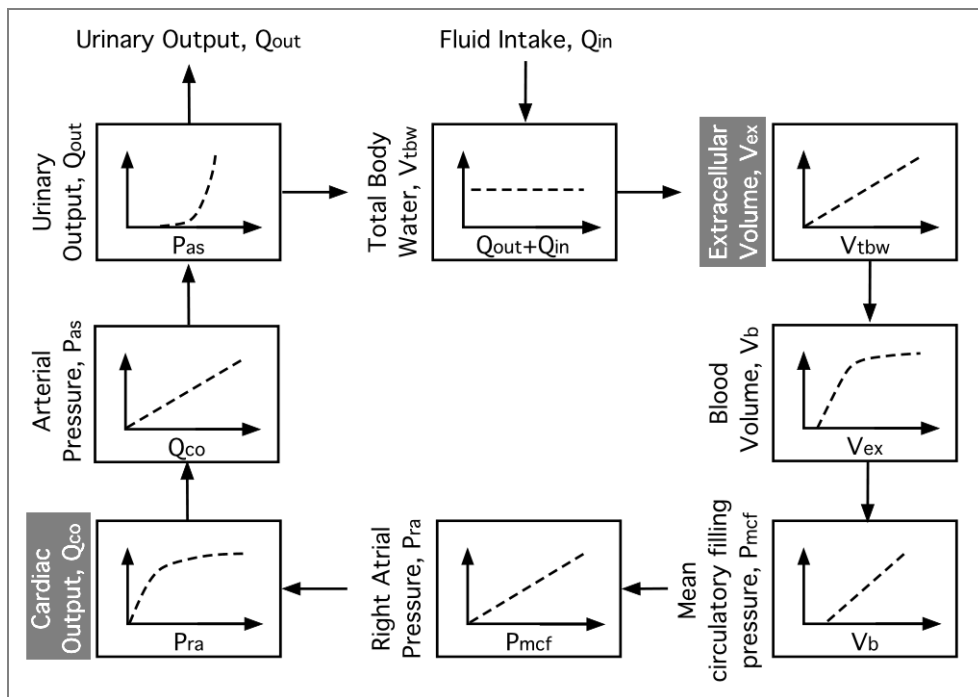 Urinary Output, Qout
Fluid Intake, Qin
Urinary
Output, Qout
Pas
Total Body
Water, Vtbw
Qout+Qin
Extracellular
Volume, Vex
Vtbw
Arterial
Pressure, Pas
Qco
Blood
Volume, Vb
Vex
Cardiac
Output, Qco
Pra
Right Atrial
Pressure, Pra
Pmcf
Mean
circulatory filling
pressure, Pmcf
Vb